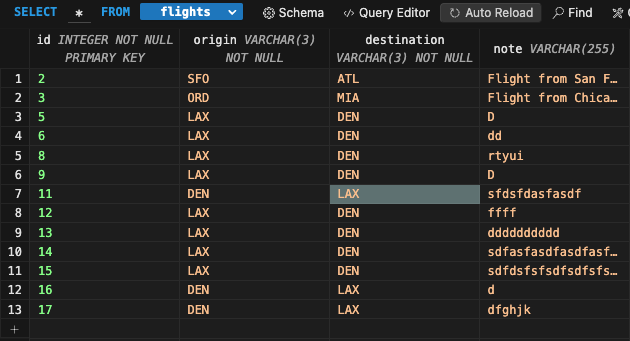 SELECT * FROM flights Schema Query Editor Auto Reload Find
id INTEGER NOT NULL PRIMARY KEY origin VARCHAR(3) NOT NULL destination VARCHAR(3) NOT NULL note VARCHAR(255)
1 2 SFO ATL Flight from San F…
2 3 ORD MIA Flight from Chica…
3 5 LAX DEN D
4 6 LAX DEN dd
5 8 LAX DEN rtyui
6 9 LAX DEN D
7 11 DEN LAX sfdsfdasfasdf
8 12 LAX DEN ffff
9 13 LAX DEN dddddddddd
10 14 LAX DEN sdfasfasdfasdfasf…
11 15 LAX DEN sdfdsfsfsdfsdfsfs…
12 16 DEN LAX d
13 17 DEN LAX dfghjk
+